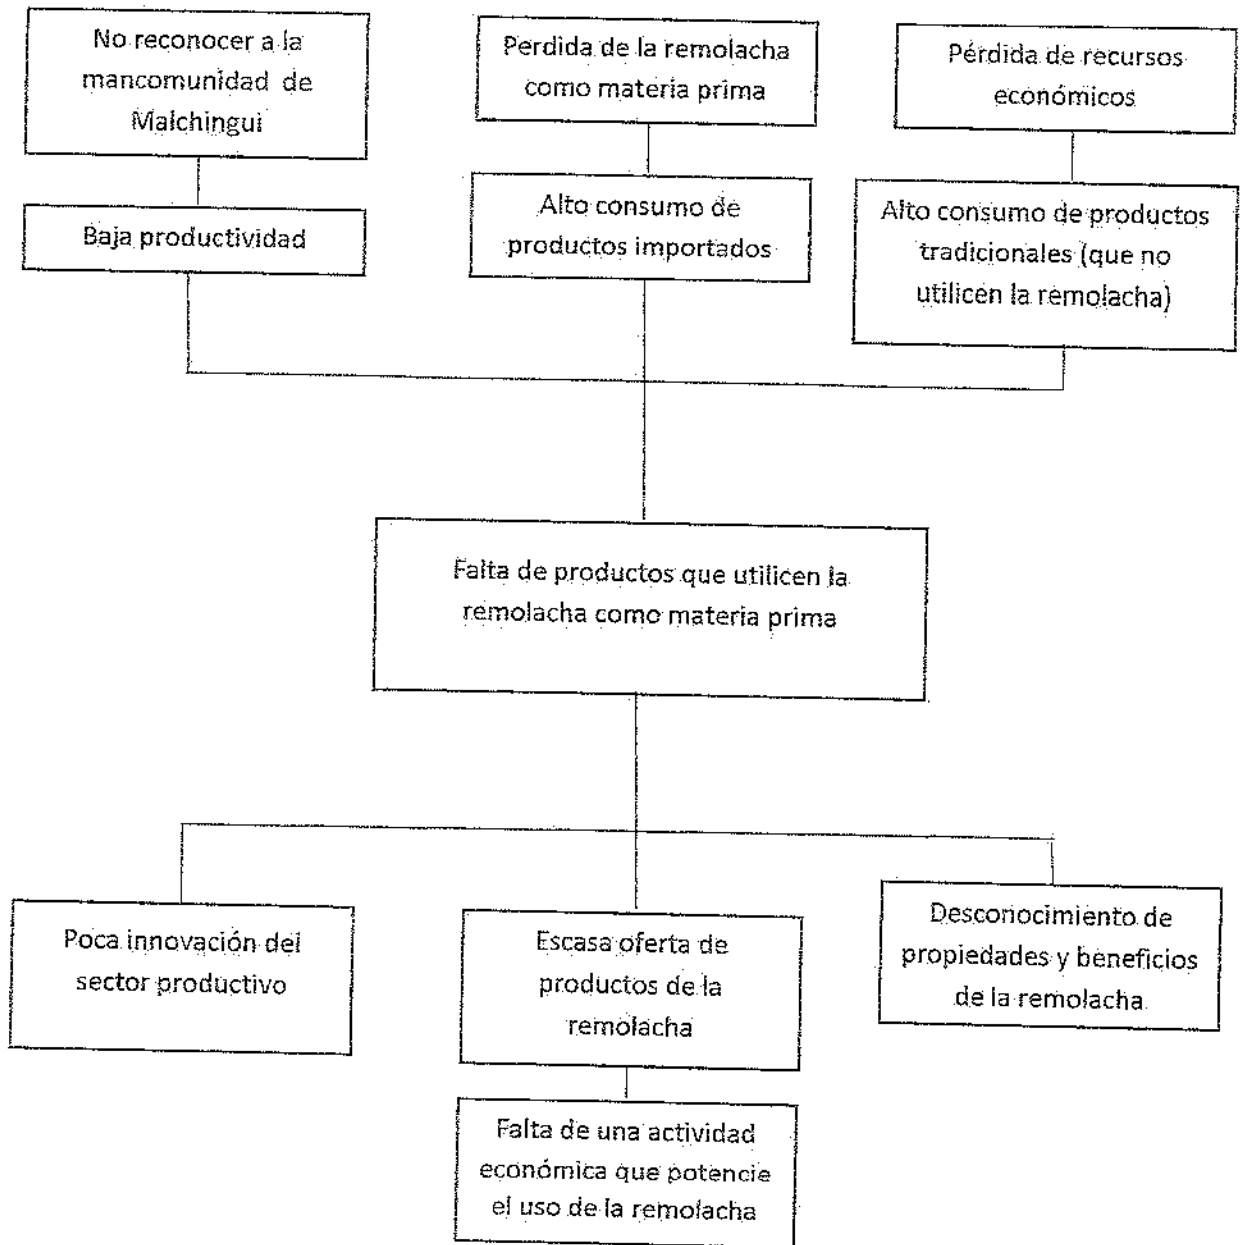 No reconocer a la
mancomunidad de
Malchingui
Perdida de la remolacha
como materia prima
Pérdida de recursos
económicos
Baja productividad
Alto consumo de
productos importados
Alto consumo de productos
tradicionales (que no
utilicen la remolacha)
Falta de productos que utilicen la
remolacha como materia prima
Poca innovación del
sector productivo
Escasa oferta de
productos de la
remolacha
Desconocimiento de
propiedades y beneficios
de la remolacha
Falta de una actividad
económica que potencie
el uso de la remolacha